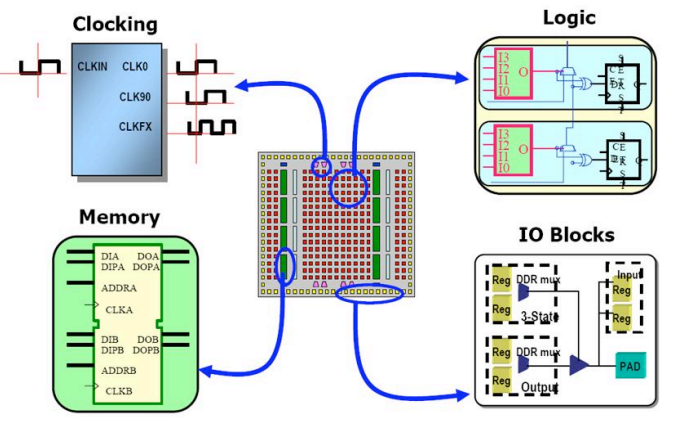 Clocking
CLKIN CLK0
CLK90
CLKFX
Logic
I3
I2
I1
I0
O
CE
I3
I2
I1
I0
O
Memory
DIA DOA
DIPA DOPA
ADDRA
CLKA
DIB DOB
DIPB DOPB
ADDRB
CLKB
IO Blocks
Reg DDR mux
Reg 3-State
Input
Reg
Reg
Reg DDR mux
Reg Output
PAD